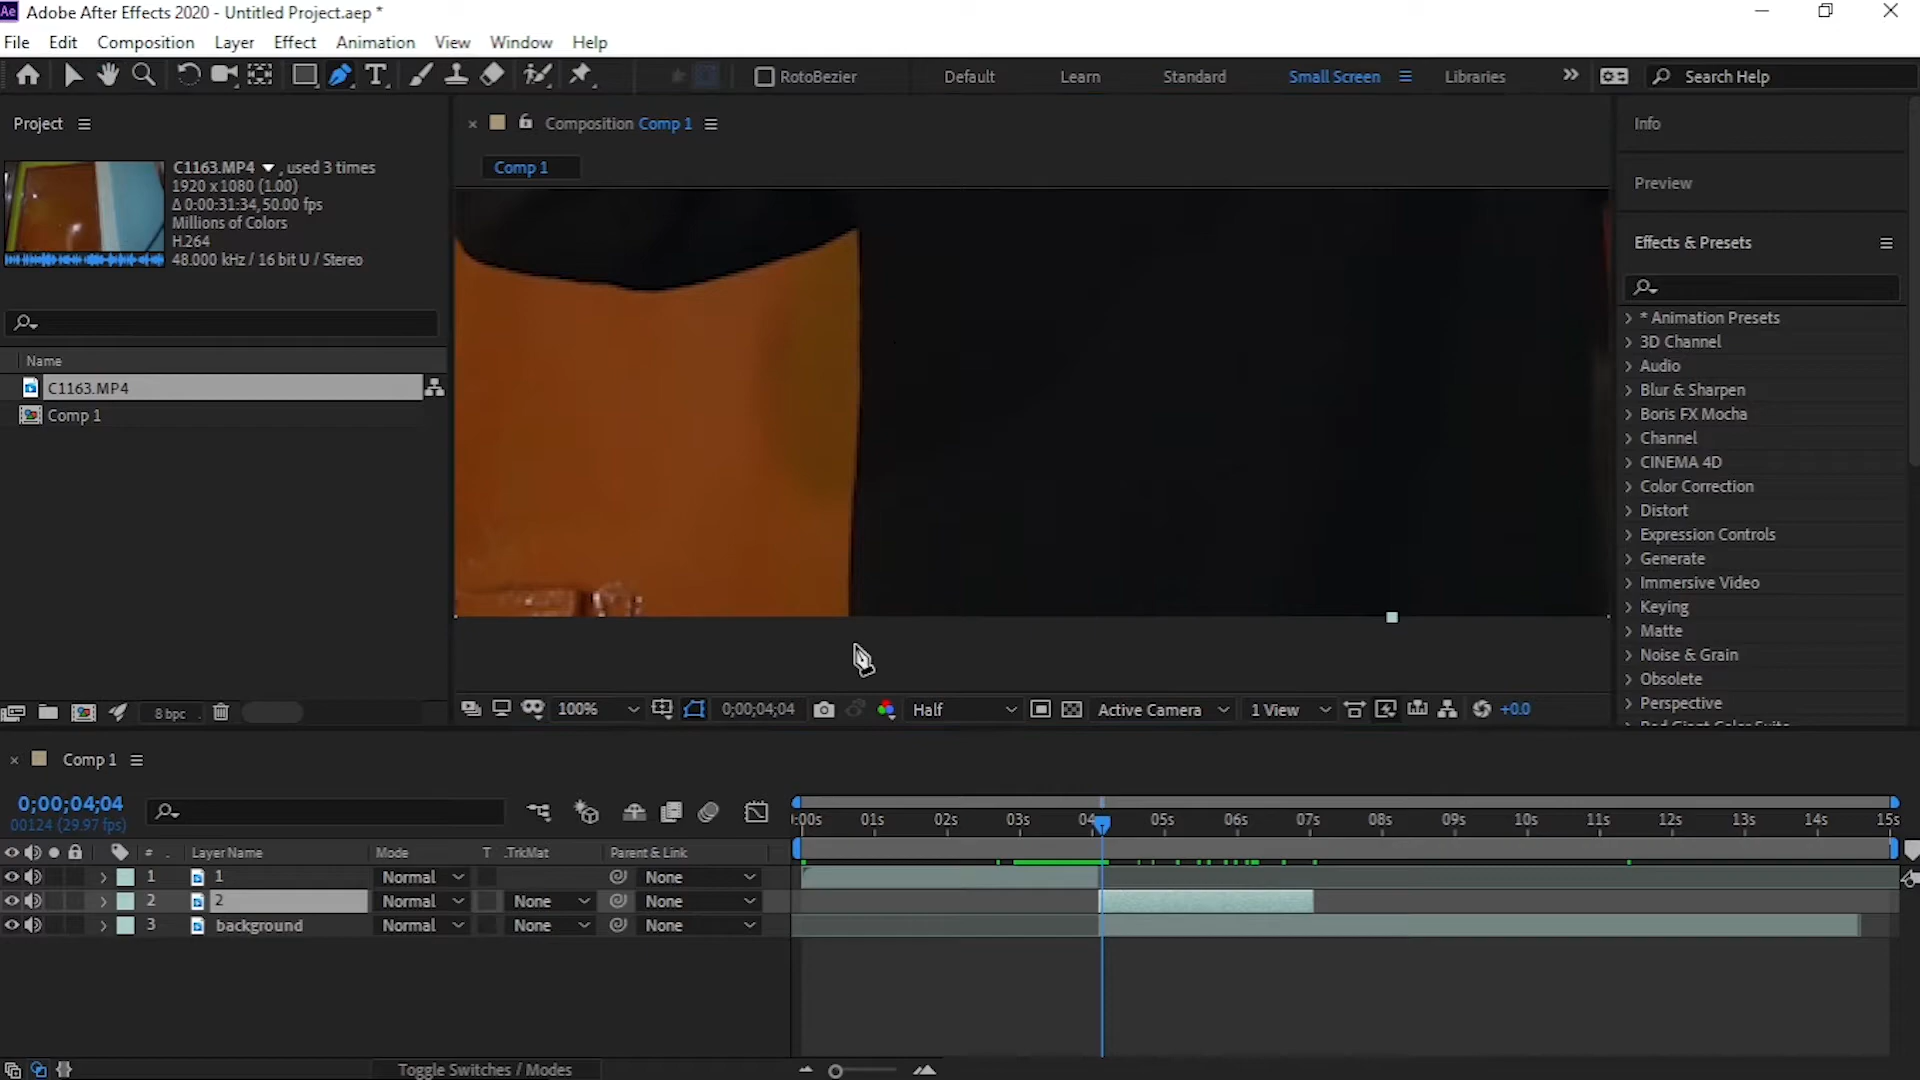 Ae Adobe After Effects 2020 - Untitled Project.aep *
File Edit Composition Layer Effect Animation View Window Help
RotoBezier Default Learn Standard Small Screen Libraries Search Help
Project
C1163.MP4 , used 3 times
1920 x 1080 (1.00)
Δ 0:00:31:34, 50.00 fps
Millions of Colors
H.264
48.000 kHz / 16 bit U / Stereo
Name
C1163.MP4
Comp 1
8 bpc
Composition Comp 1
Comp 1
100% 0;00;04;04 Half Active Camera 1 View +0.0
Info
Preview
Effects & Presets
* Animation Presets
3D Channel
Audio
Blur & Sharpen
Boris FX Mocha
Channel
CINEMA 4D
Color Correction
Distort
Expression Controls
Generate
Immersive Video
Keying
Matte
Noise & Grain
Obsolete
Perspective
Comp 1
0;00;04;04
00124 (29.97 fps)
:00s 01s 02s 03s 04 05s 06s 07s 08s 09s 10s 11s 12s 13s 14s 15s
# Layer Name Mode T .TrkMat Parent & Link
1 1 Normal None
2 2 Normal None None
3 background Normal None None
Toggle Switches / Modes